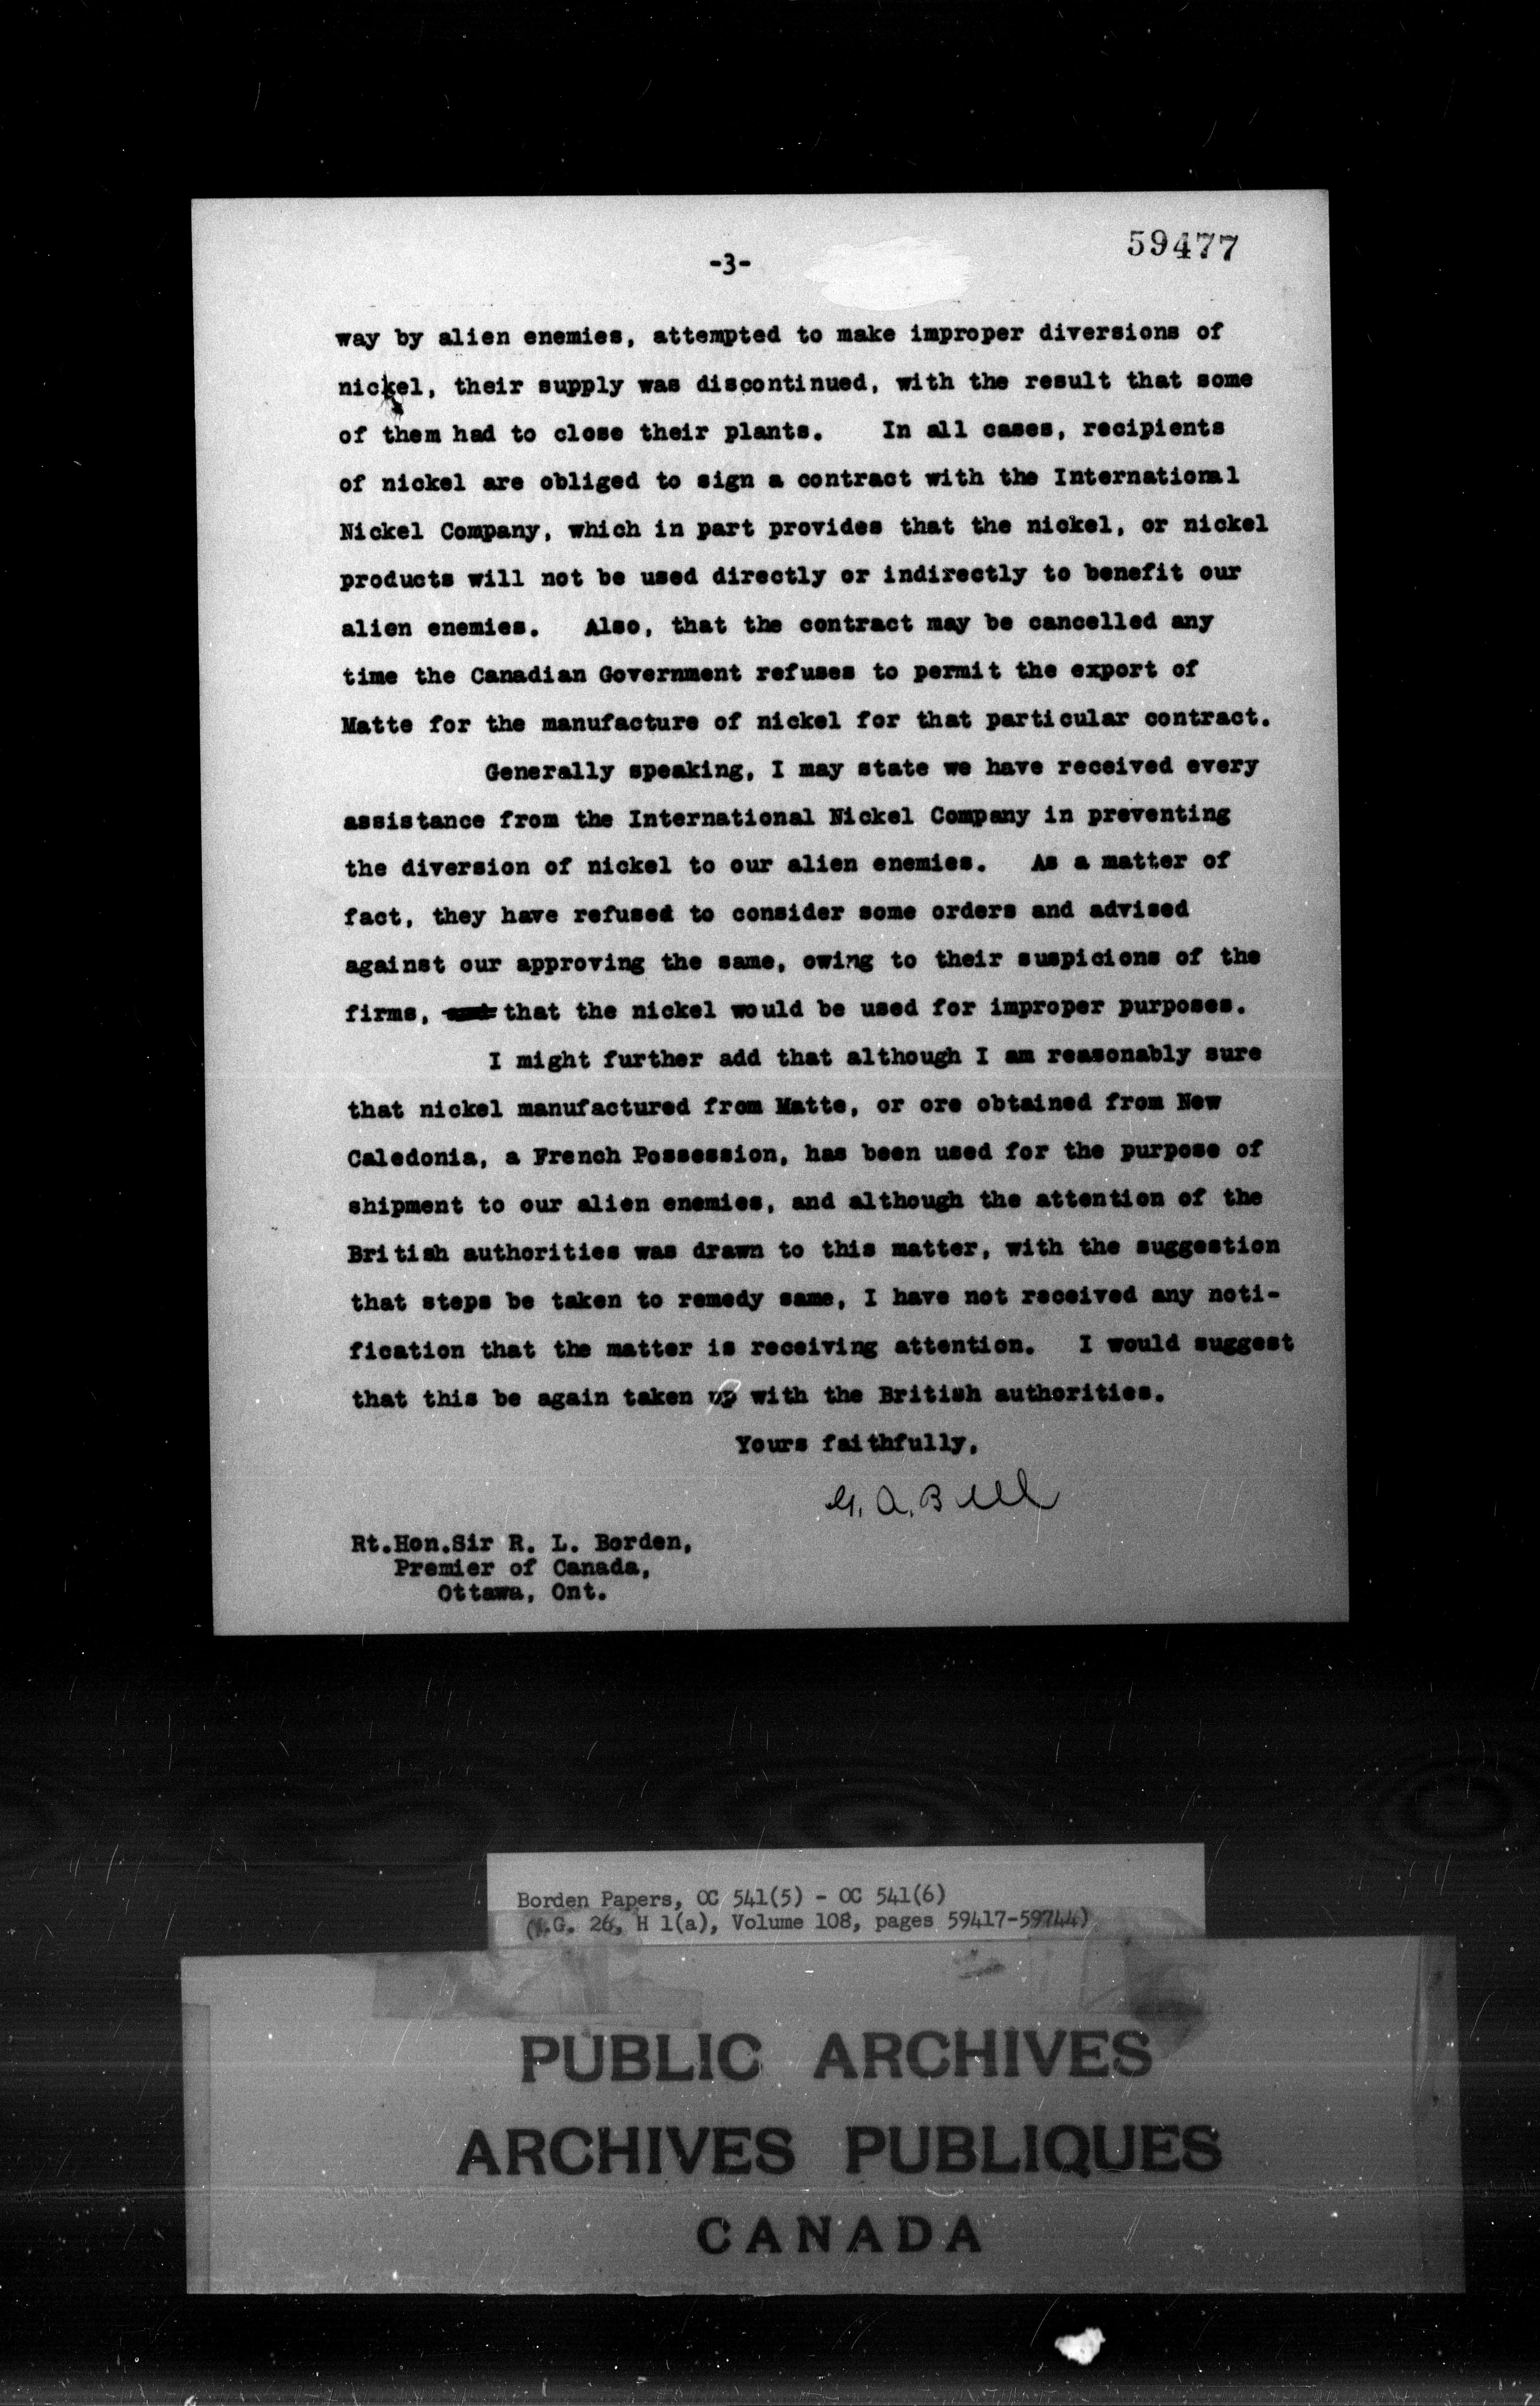 59477
-3-
way by alien enemies, attempted to make improper diversions of
nickel, their supply was discontinued, with the result that some
of them had to close their plants. In all cases, recipients
of nickel are obliged to sign a contract with the International
Nickel Company, which in part provides that the nickel, or nickel
products will not be used directly or indirectly to benefit our
alien enemies. Also, that the contract may be cancelled any
time the Canadian Government refuses to permit the export of
Matte for the manufacture of nickel for that particular contract.
Generally speaking, I may state we have received every
assistance from the International Nickel Company in preventing
the diversion of nickel to our alien enemies. As a matter of
fact, they have refused to consider some orders and advised
against our approving the same, owing to their suspicions of the
firms, that the nickel would be used for improper purposes.
I might further add that although I am reasonably sure
that nickel manufactured from Matte, or ore obtained from New
Caledonia, a French Possession, has been used for the purpose of
shipment to our alien enemies, and although the attention of the
British authorities was drawn to this matter, with the suggestion
that steps be taken to remedy same, I have not received any noti-
fication that the matter is receiving attention. I would suggest
that this be again taken up with the British authorities.
Yours faithfully,
G. A. Bell
Rt.Hon.Sir R. L. Borden,
Premier of Canada,
Ottawa, Ont.
Borden Papers, OC 541(5) - OC 541(6)
(M.G. 26, H 1(a), Volume 108, pages 59417-59744)
PUBLIC ARCHIVES
ARCHIVES PUBLIQUES
CANADA